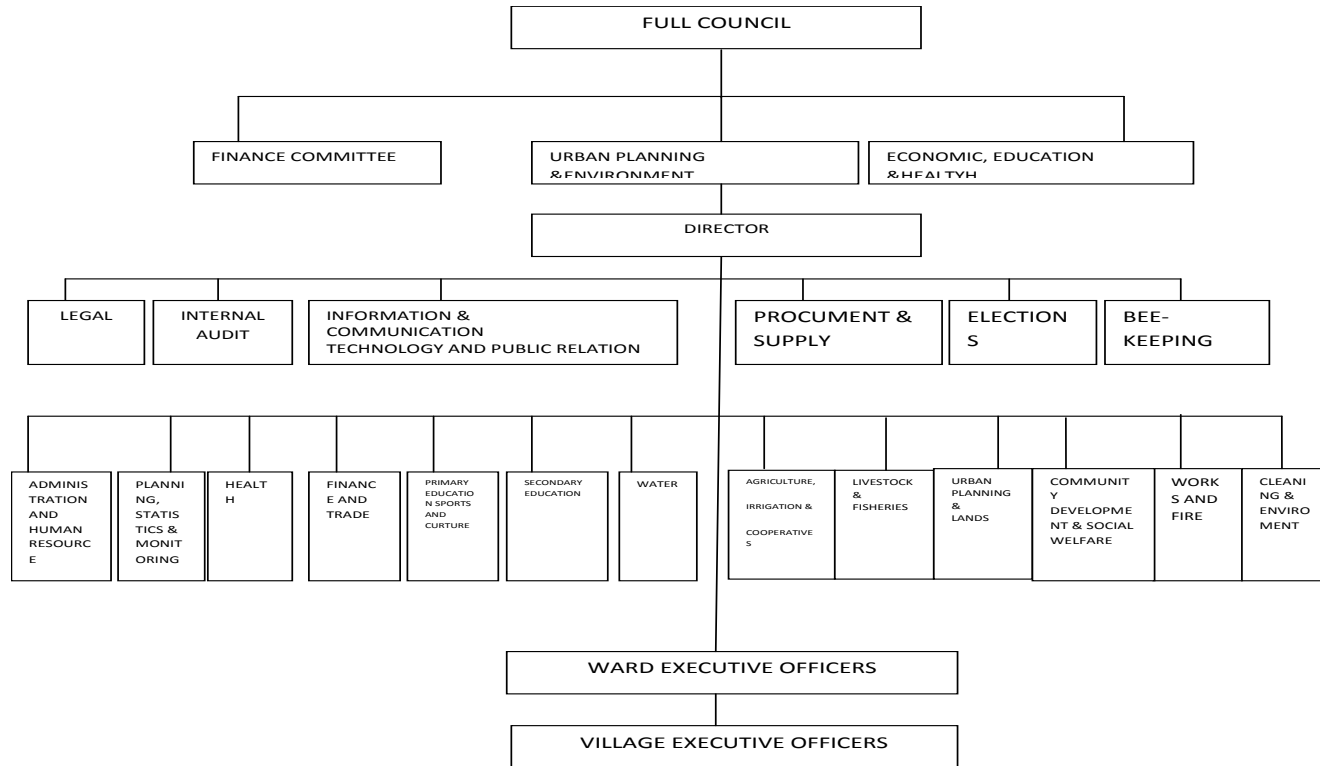 FULL COUNCIL
FINANCE COMMITTEE
URBAN PLANNING
&ENVIRONMENT
ECONOMIC, EDUCATION
&HEALTYH
DIRECTOR
LEGAL
INTERNAL
AUDIT
INFORMATION &
COMMUNICATION
TECHNOLOGY AND PUBLIC RELATION
PROCUMENT &
SUPPLY
ELECTION
S
BEE-
KEEPING
ADMINIS
TRATION
AND
HUMAN
RESOURC
E
PLANNI
NG,
STATIS
TICS &
MONIT
ORING
HEALT
H
FINANC
E AND
TRADE
PRIMARY
EDUCATIO
N SPORTS
AND
CURTURE
SECONDARY
EDUCATION
WATER
AGRICULTURE,
IRRIGATION &
COOPERATIVE
S
LIVESTOCK
&
FISHERIES
URBAN
PLANNING
&
LANDS
COMMUNIT
Y
DEVELOPME
NT & SOCIAL
WELFARE
WORK
S AND
FIRE
CLEANI
NG &
ENVIRO
MENT
WARD EXECUTIVE OFFICERS
VILLAGE EXECUTIVE OFFICERS